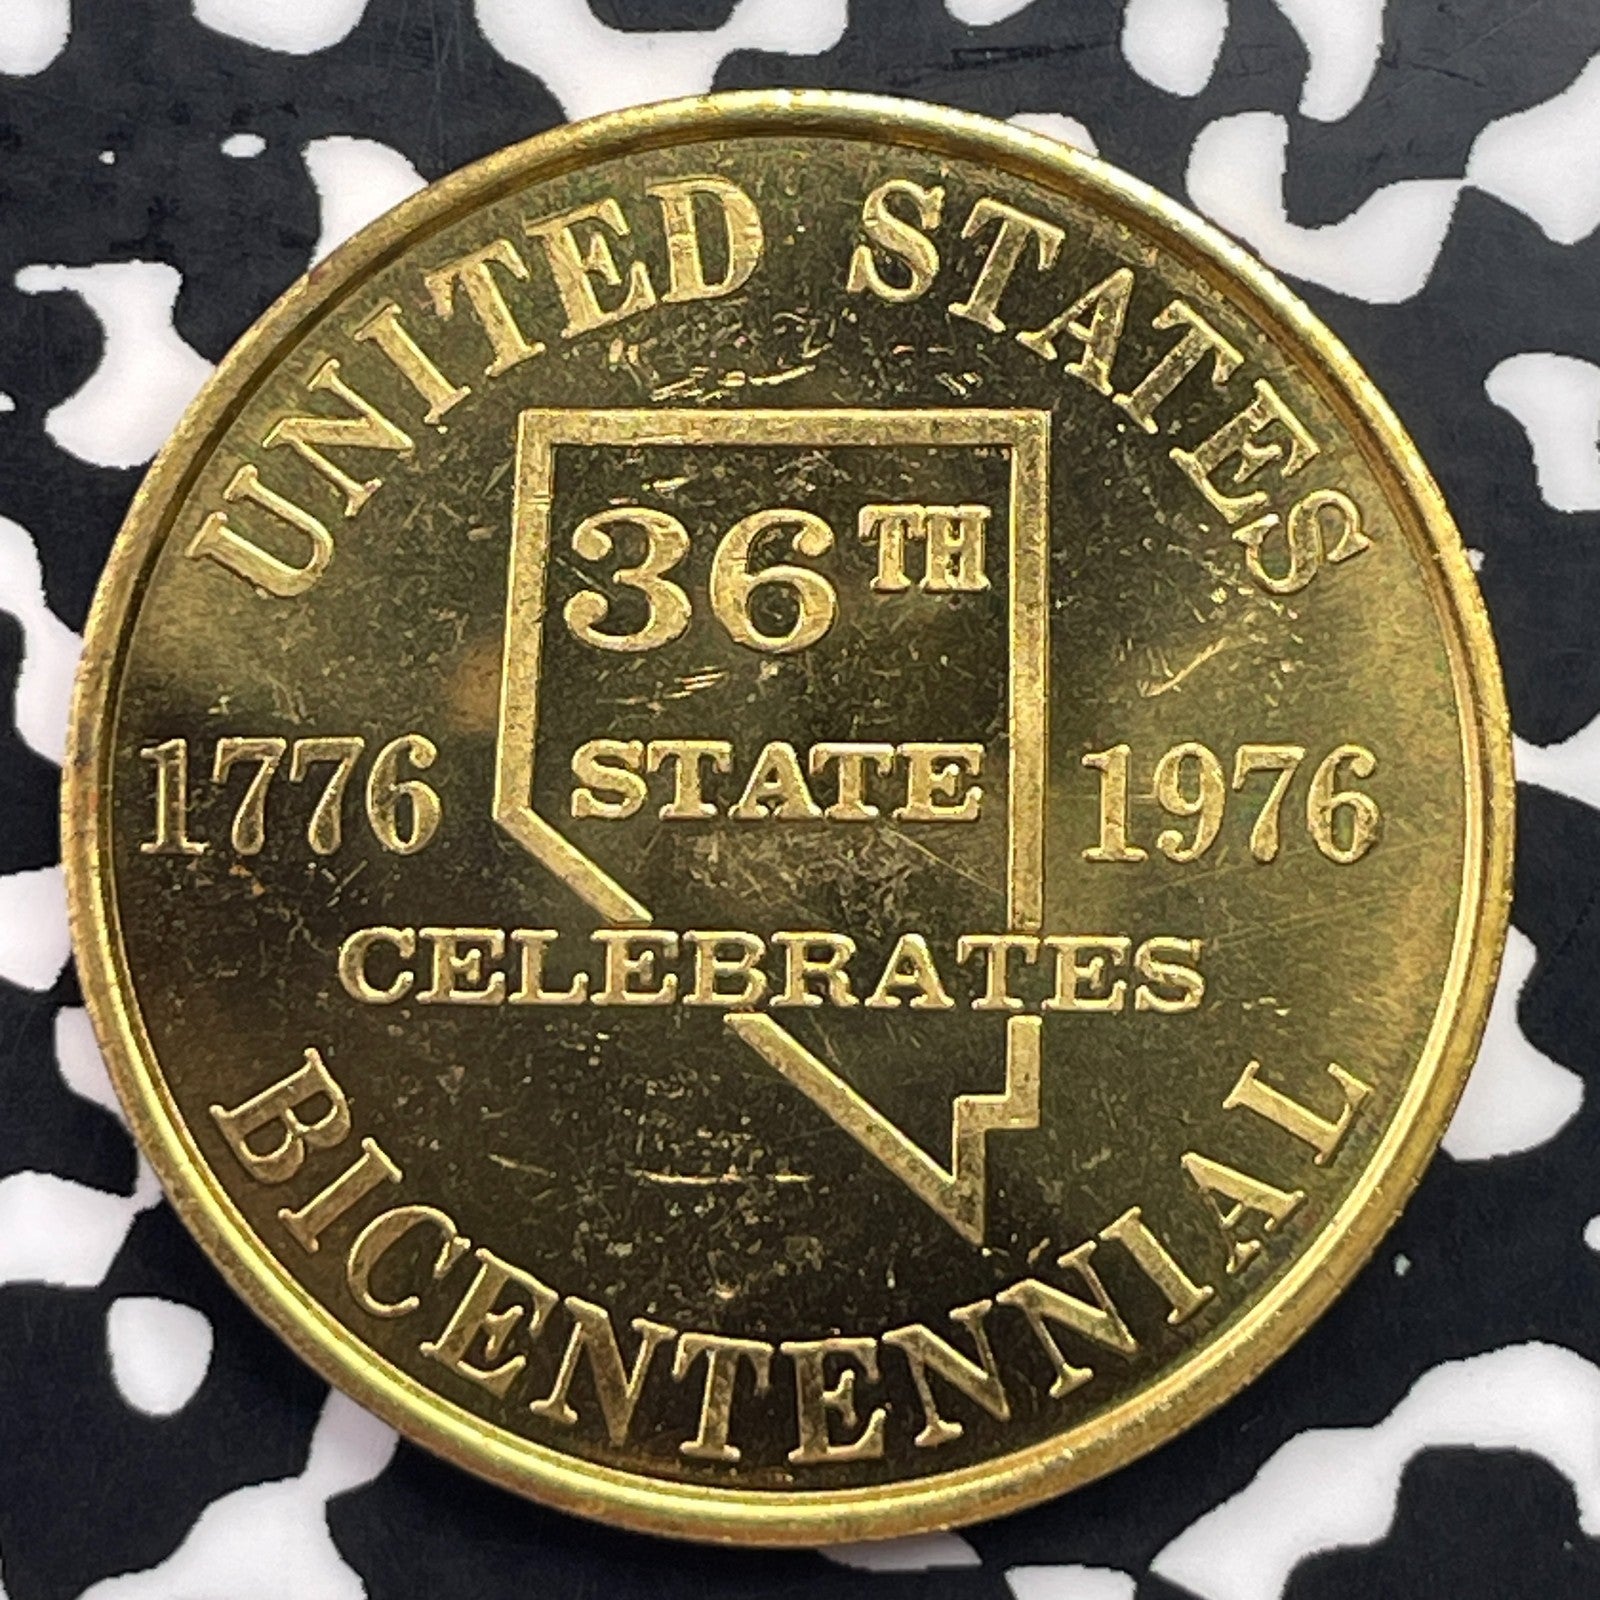 UNITED STATES
36TH
STATE
1776 1976
CELEBRATES
BICENTENNIAL